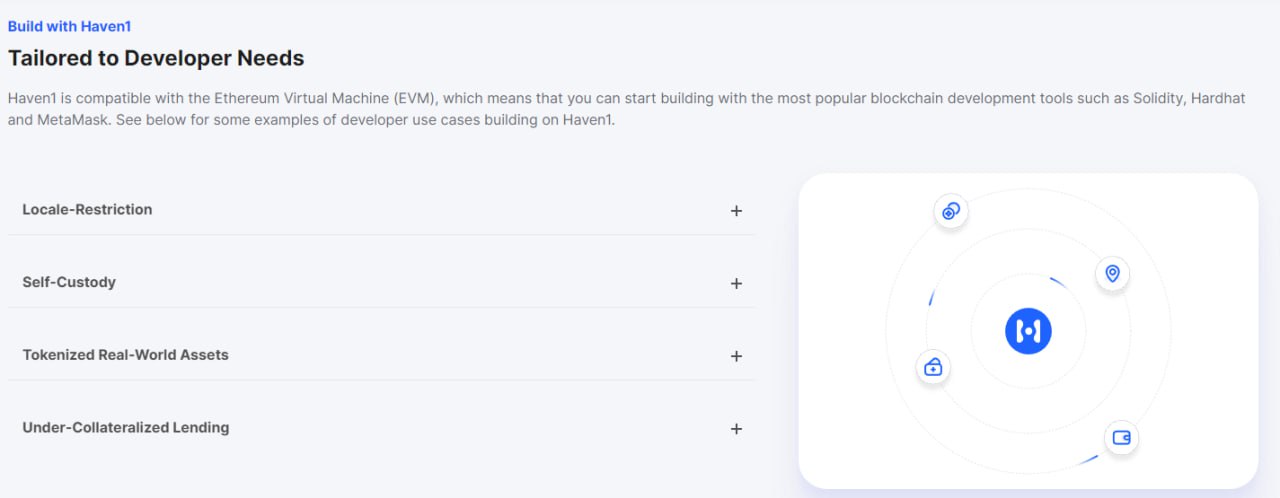 Build with Haven1
Tailored to Developer Needs
Haven1 is compatible with the Ethereum Virtual Machine (EVM), which means that you can start building with the most popular blockchain development tools such as Solidity, Hardhat
and MetaMask. See below for some examples of developer use cases building on Haven1.
Locale-Restriction
Self-Custody
Tokenized Real-World Assets
Under-Collateralized Lending